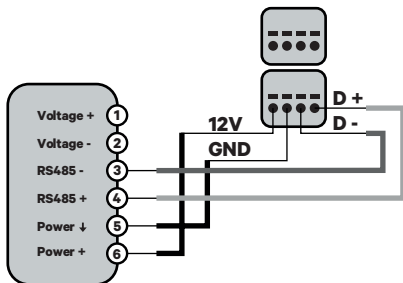 D +
12V
D -
GND
Voltage + 1
Voltage - 2
RS485 - 3
RS485 + 4
Power ↓ 5
Power + 6